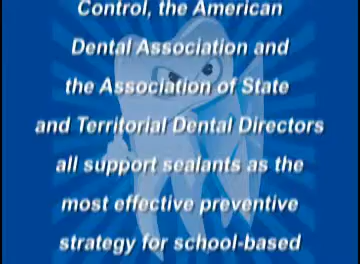 Control, the American
Dental Association and
the Association of State
and Territorial Dental Directors
all support sealants as the
most effective preventive
strategy for school-based